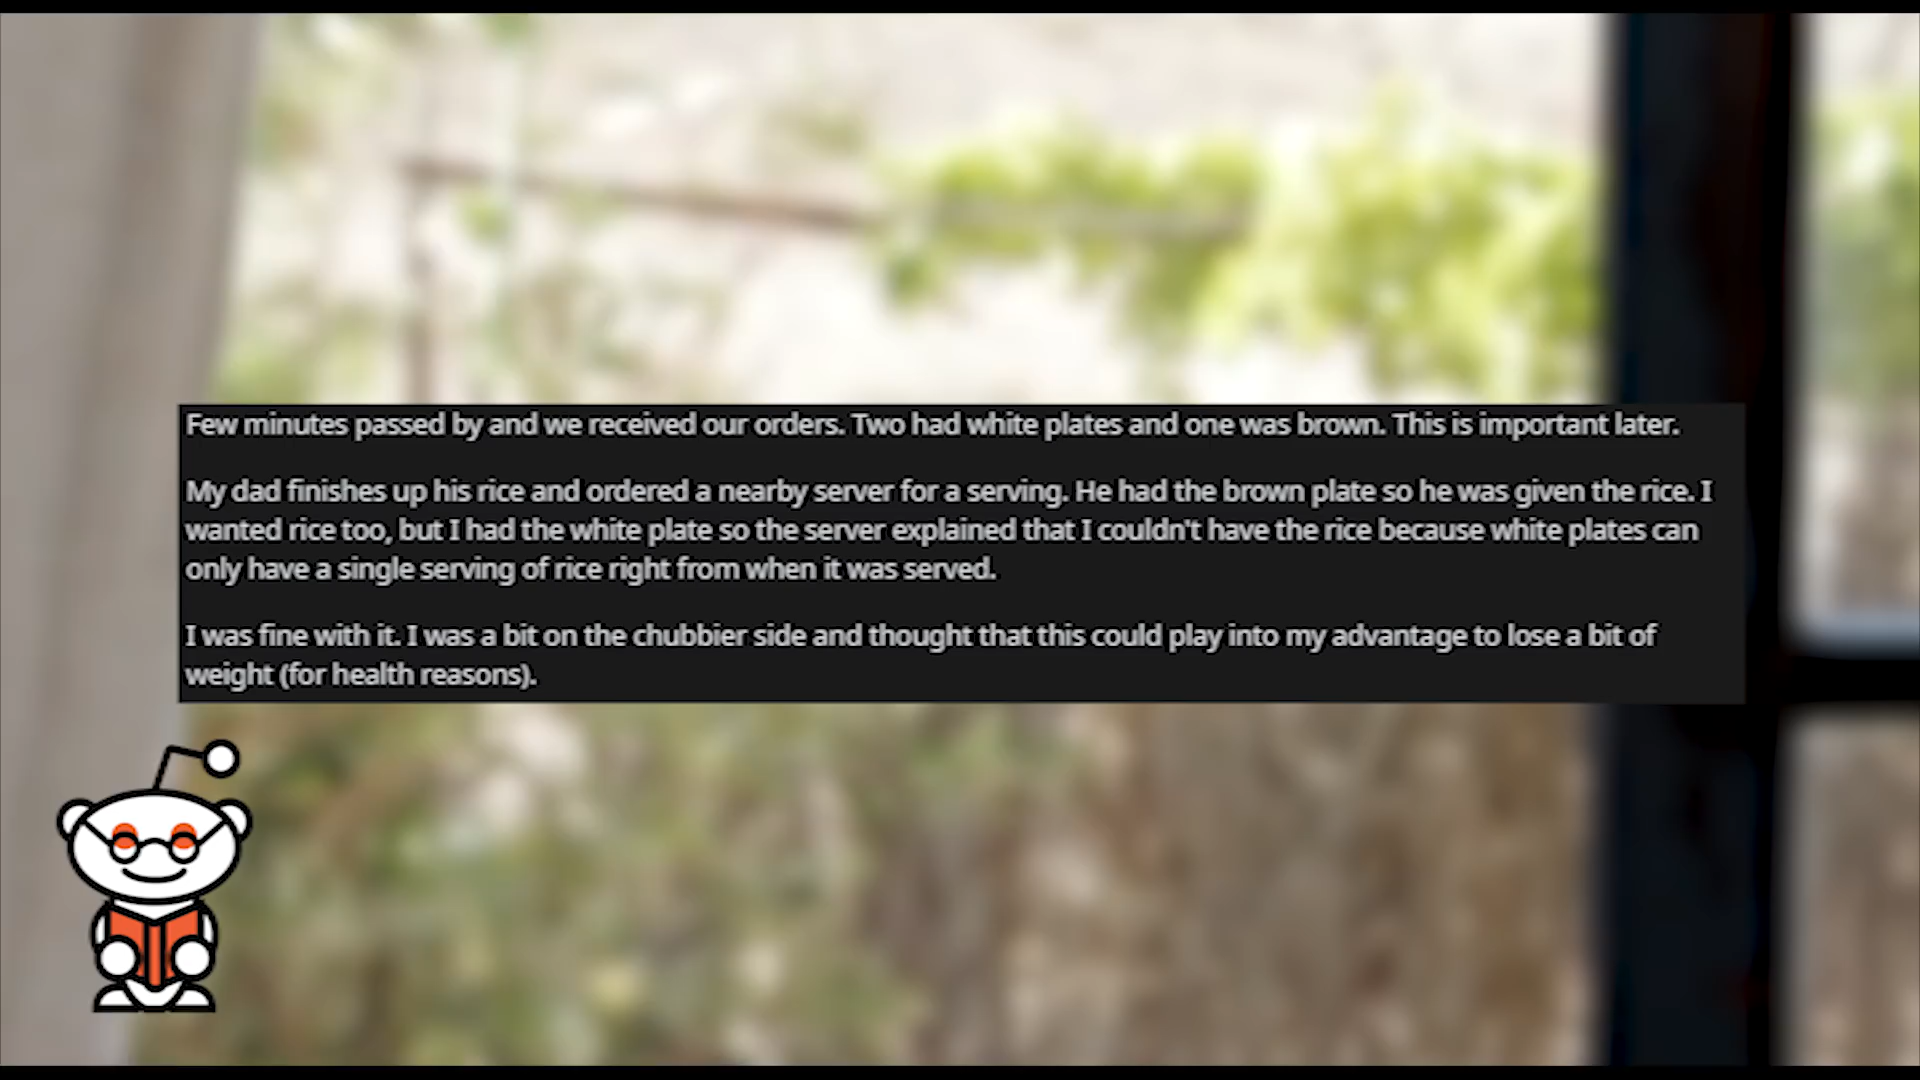 Few minutes passed by and we received our orders. Two had white plates and one was brown. This is important later.
My dad finishes up his rice and ordered a nearby server for a serving. He had the brown plate so he was given the rice. I
wanted rice too, but I had the white plate so the server explained that I couldn't have the rice because white plates can
only have a single serving of rice right from when it was served.
I was fine with it. I was a bit on the chubbier side and thought that this could play into my advantage to lose a bit of
weight (for health reasons).